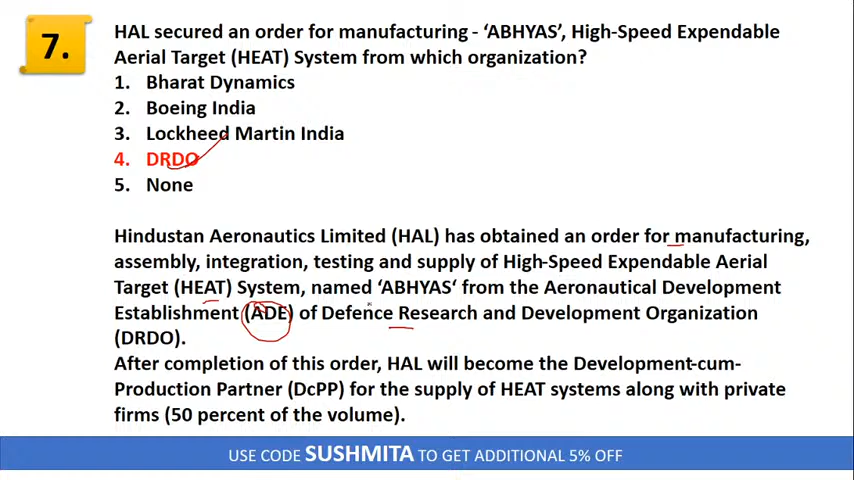 7.
HAL secured an order for manufacturing - ‘ABHYAS’, High-Speed Expendable
Aerial Target (HEAT) System from which organization?
1. Bharat Dynamics
2. Boeing India
3. Lockheed Martin India
4. DRDO
5. None
Hindustan Aeronautics Limited (HAL) has obtained an order for manufacturing,
assembly, integration, testing and supply of High-Speed Expendable Aerial
Target (HEAT) System, named ‘ABHYAS‘ from the Aeronautical Development
Establishment (ADE) of Defence Research and Development Organization
(DRDO).
After completion of this order, HAL will become the Development-cum-
Production Partner (DcPP) for the supply of HEAT systems along with private
firms (50 percent of the volume).
USE CODE SUSHMITA TO GET ADDITIONAL 5% OFF